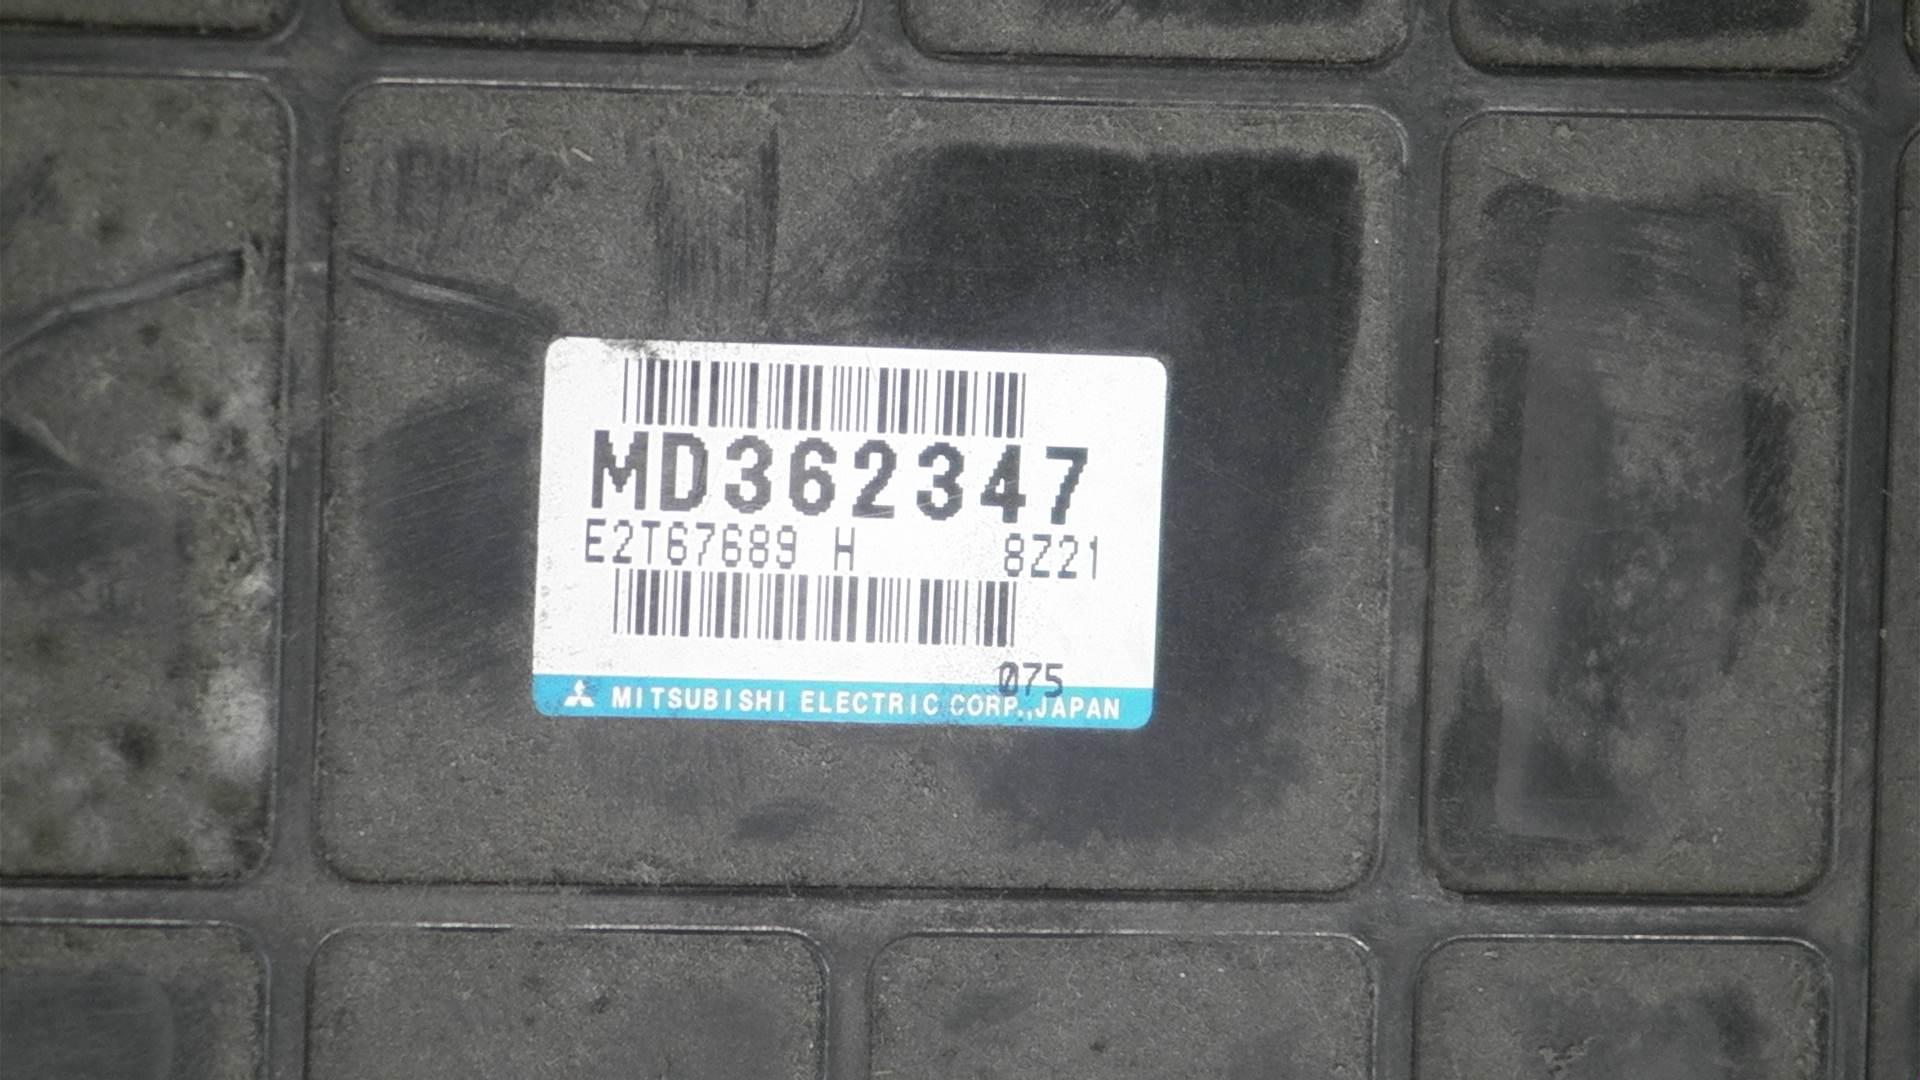 MD362347
E2T67689 H 8Z21
075
MITSUBISHI ELECTRIC CORP.,JAPAN